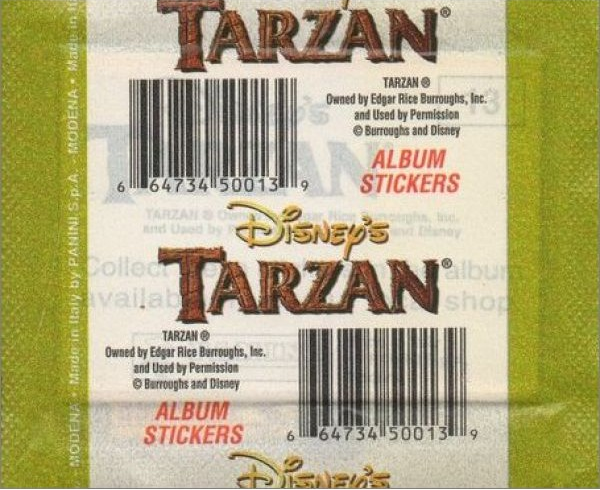 TARZAN®
TARZAN ®
Owned by Edgar Rice Burroughs, Inc.
and Used by Permission
© Burroughs and Disney
ALBUM
STICKERS
6 64734 50013 9
Disney's
TARZAN®
TARZAN ®
Owned by Edgar Rice Burroughs, Inc.
and Used by Permission
© Burroughs and Disney
ALBUM
STICKERS
6 64734 50013 9
Disney's
MODENA • Made in Italy by PANINI S.p.A. MODENA • Made in